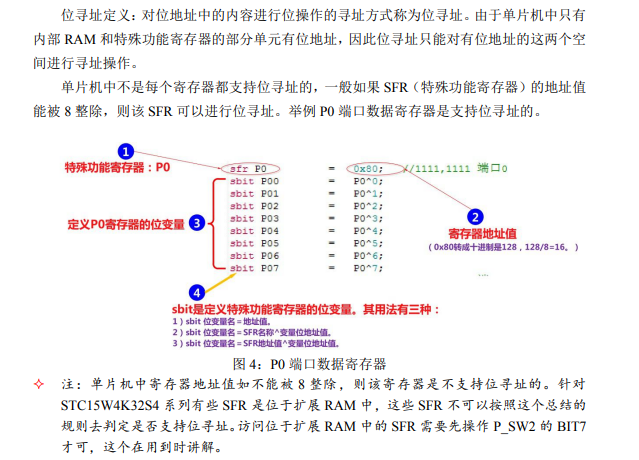 位寻址定义：对位地址中的内容进行位操作的寻址方式称为位寻址。由于单片机中只有
内部 RAM 和特殊功能寄存器的部分单元有位地址，因此位寻址只能对有位地址的这两个空
间进行寻址操作。
单片机中不是每个寄存器都支持位寻址的，一般如果 SFR（特殊功能寄存器）的地址值
能被 8 整除，则该 SFR 可以进行位寻址。举例 P0 端口数据寄存器是支持位寻址的。
1
特殊功能寄存器：P0
sfr P0 = 0x80; //1111,1111 端口0
sbit P00 = P0^0;
sbit P01 = P0^1;
sbit P02 = P0^2;
sbit P03 = P0^3;
sbit P04 = P0^4;
sbit P05 = P0^5;
sbit P06 = P0^6;
sbit P07 = P0^7;
定义P0寄存器的位变量 3
2
寄存器地址值
（0x80转成十进制是128，128/8=16。）
....
4
sbit是定义特殊功能寄存器的位变量。其用法有三种：
1）sbit 位变量名＝地址值。
2）sbit 位变量名＝SFR名称^变量位地址值。
3）sbit 位变量名＝SFR地址值^变量位地址值。
图 4：P0 端口数据寄存器
✧ 注：单片机中寄存器地址值如不能被 8 整除，则该寄存器是不支持位寻址的。针对
STC15W4K32S4 系列有些 SFR 是位于扩展 RAM 中，这些 SFR 不可以按照这个总结的
规则去判定是否支持位寻址。访问位于扩展 RAM 中的 SFR 需要先操作 P_SW2 的 BIT7
才可，这个在用到时讲解。